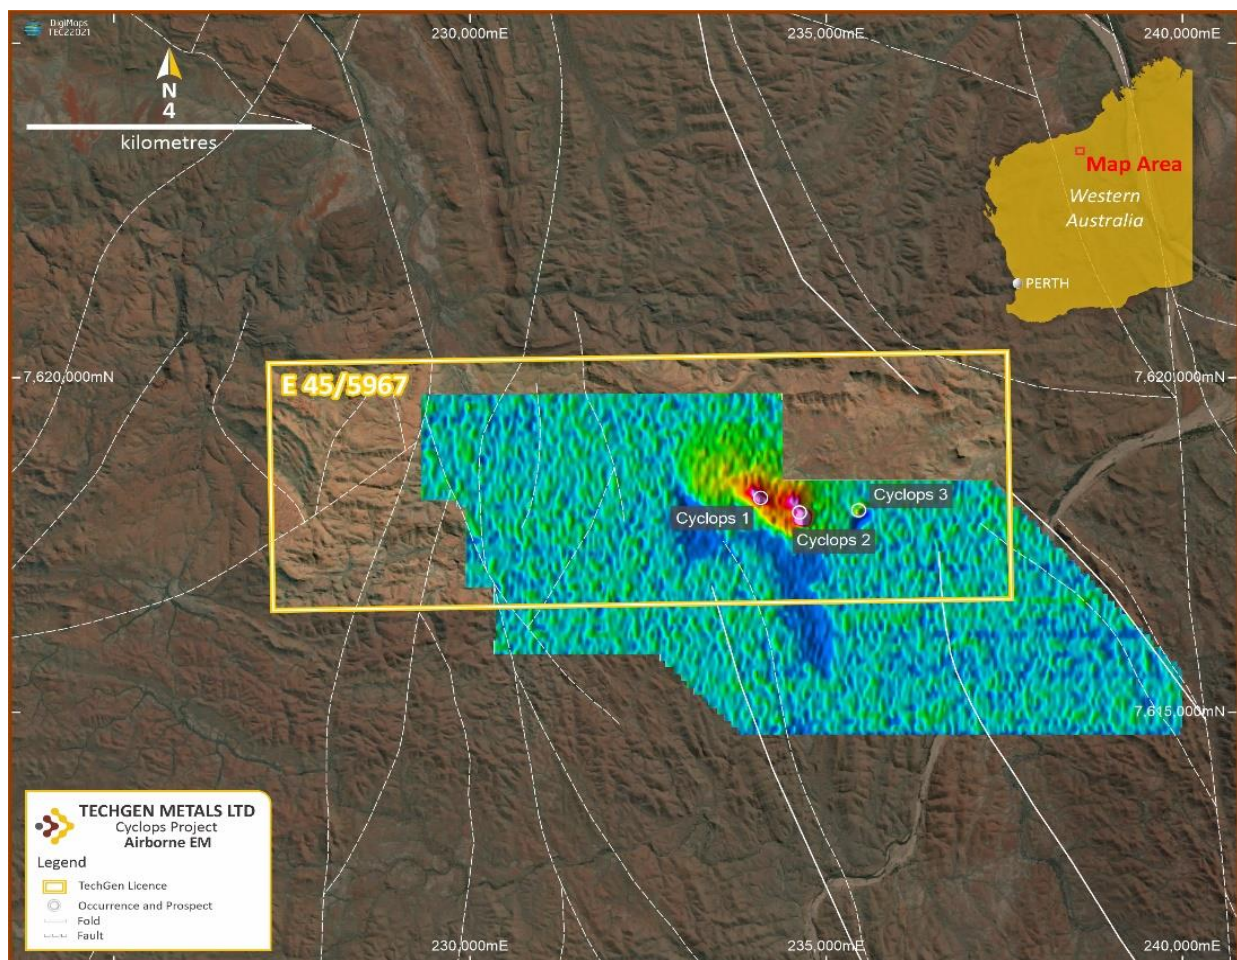 DigiMaps
TEC22021
230,000mE
235,000mE
240,000mE
N
4
kilometres
Map Area
Western
Australia
PERTH
7,620,000mN
7,620,000mN
E 45/5967
Cyclops 3
Cyclops 1
Cyclops 2
7,615,000mN
TECHGEN METALS LTD
Cyclops Project
Airborne EM
Legend
TechGen Licence
Occurrence and Prospect
Fold
Fault
230,000mE
235,000mE
240,000mE